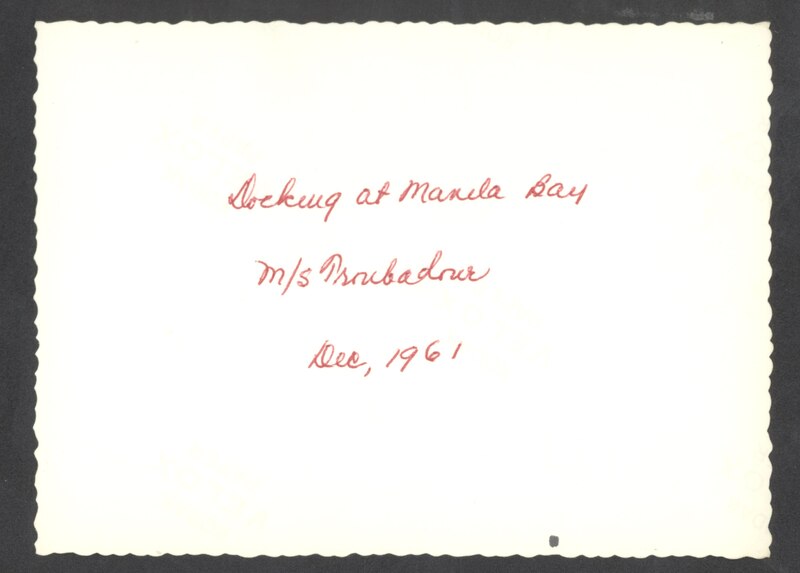 Docking at Manila Bay
M/S Troubadour
Dec, 1961